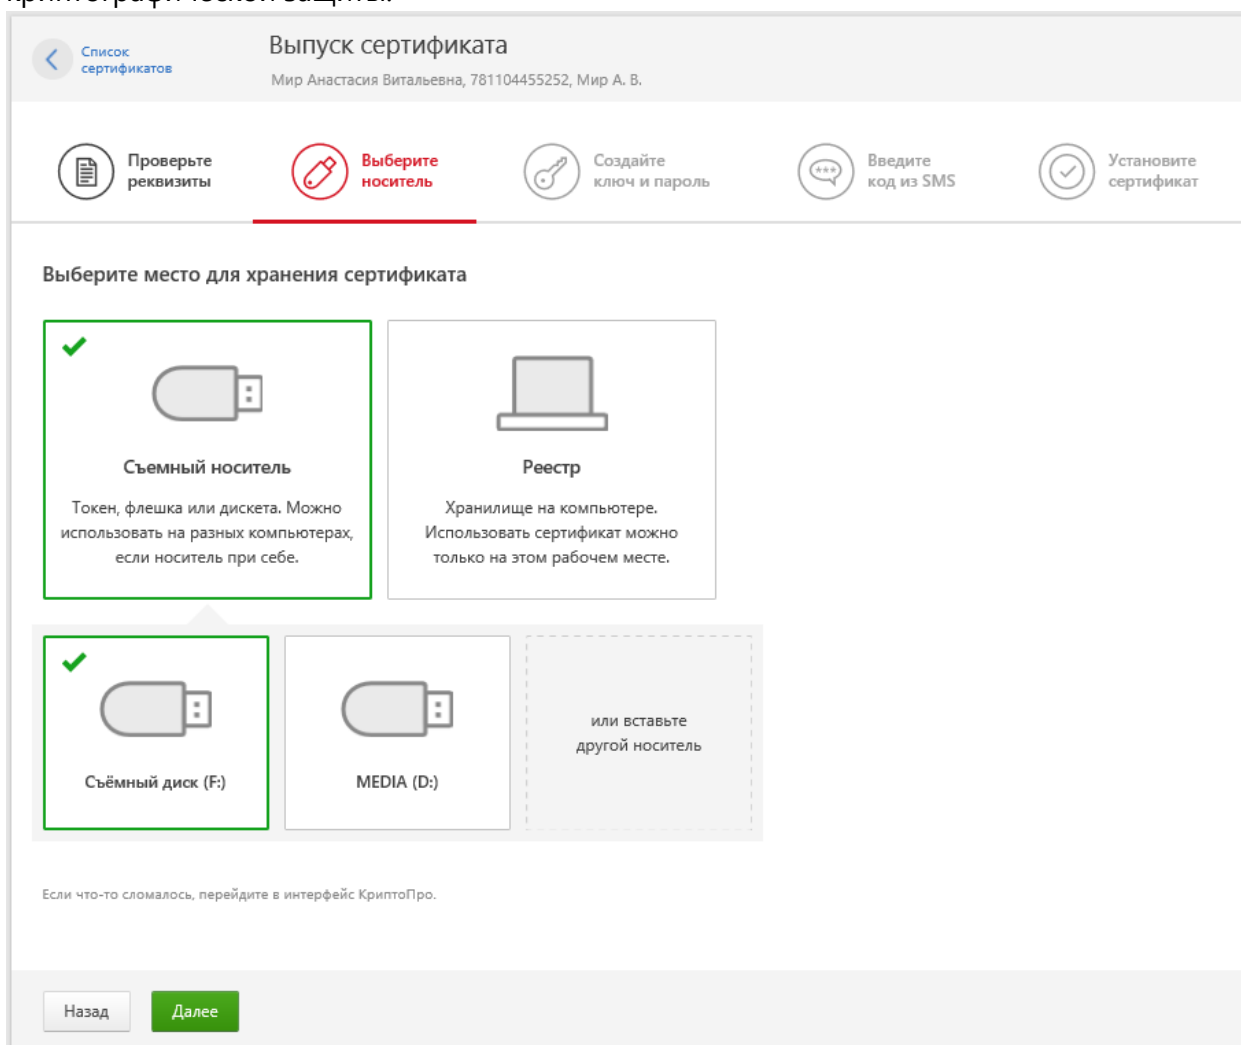 криптографической защиты.
Список
сертификатов
Выпуск сертификата
Мир Анастасия Витальевна, 781104455252, Мир А. В.
Проверьте
реквизиты
Выберите
носитель
Создайте
ключ и пароль
Введите
код из SMS
Установите
сертификат
Выберите место для хранения сертификата
Съемный носитель
Токен, флешка или дискета. Можно
использовать на разных компьютерах,
если носитель при себе.
Реестр
Хранилище на компьютере.
Использовать сертификат можно
только на этом рабочем месте.
Съёмный диск (F:)
MEDIA (D:)
или вставьте
другой носитель
Если что-то сломалось, перейдите в интерфейс КриптоПро.
Назад
Далее